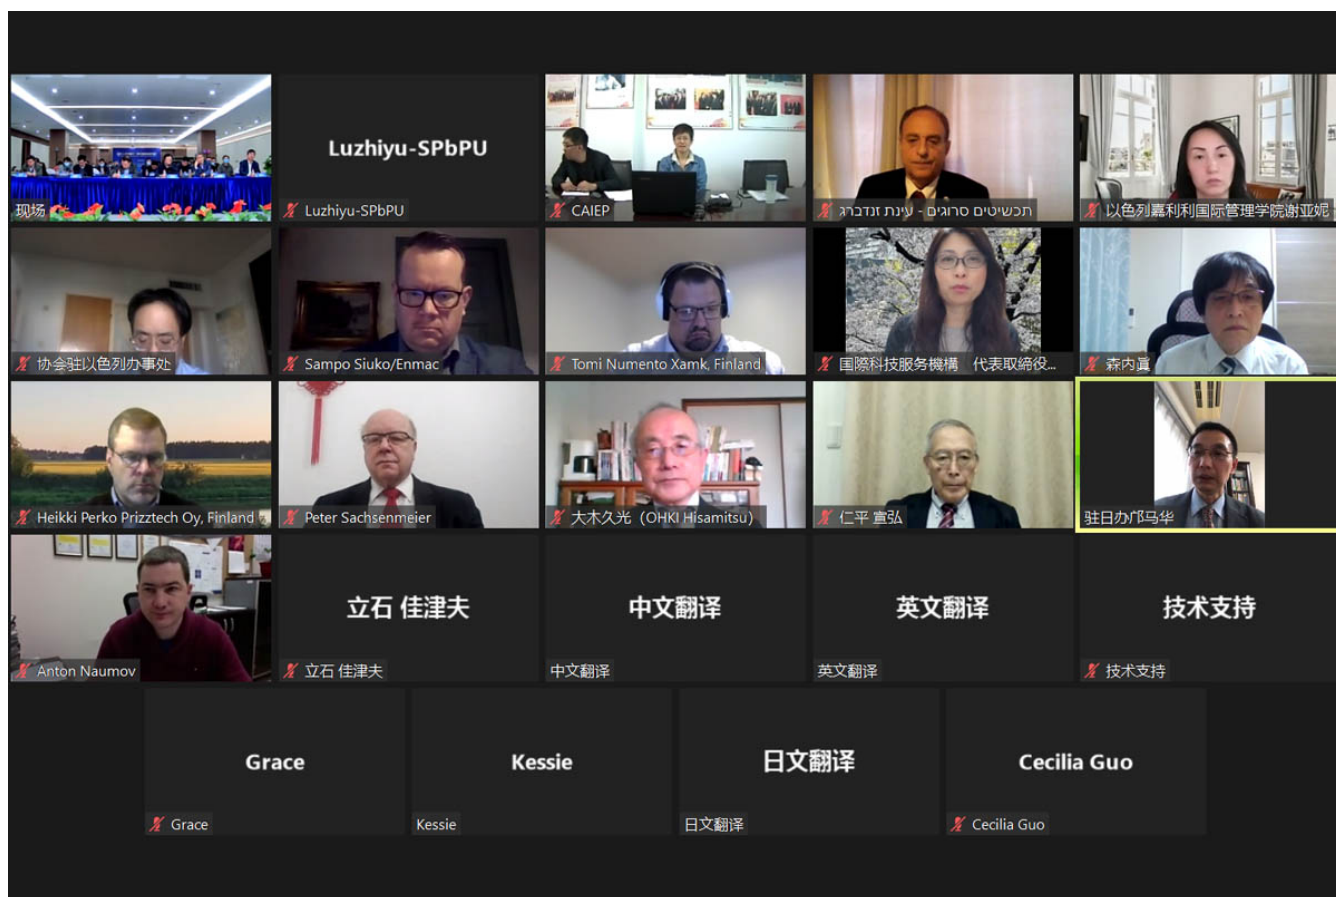 现场
Luzhiyu-SPbPU
Luzhiyu-SPbPU
CAIEP
תכשיטים סרוגים - עינת זנדברג
以色列嘉利利国际管理学院谢亚妮
协会驻以色列办事处
Sampo Siuko/Enmac
Tomi Numento Xamk, Finland
国際科技服務機構　代表取締役...
森内眞
Heikki Perko Prizztech Oy, Finland
Peter Sachsenmeier
大木久光（OHKI Hisamitsu）
仁平 宣弘
驻日办邝马华
Anton Naumov
立石 佳津夫
立石 佳津夫
中文翻译
中文翻译
英文翻译
英文翻译
技术支持
技术支持
Grace
Grace
Kessie
Kessie
日文翻译
日文翻译
Cecilia Guo
Cecilia Guo